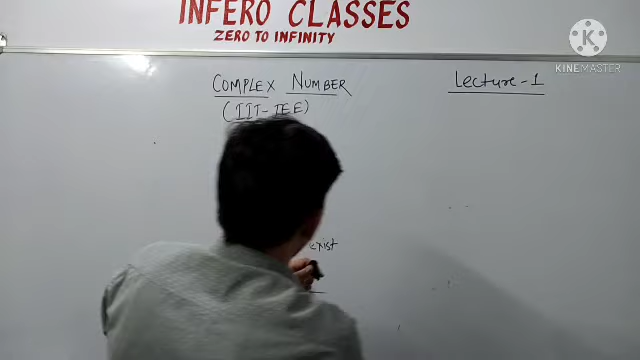 INFERO CLASSES
ZERO TO INFINITY
KINEMASTER
COMPLEX NUMBER
Lecture-1
(IIT-JEE)
exist